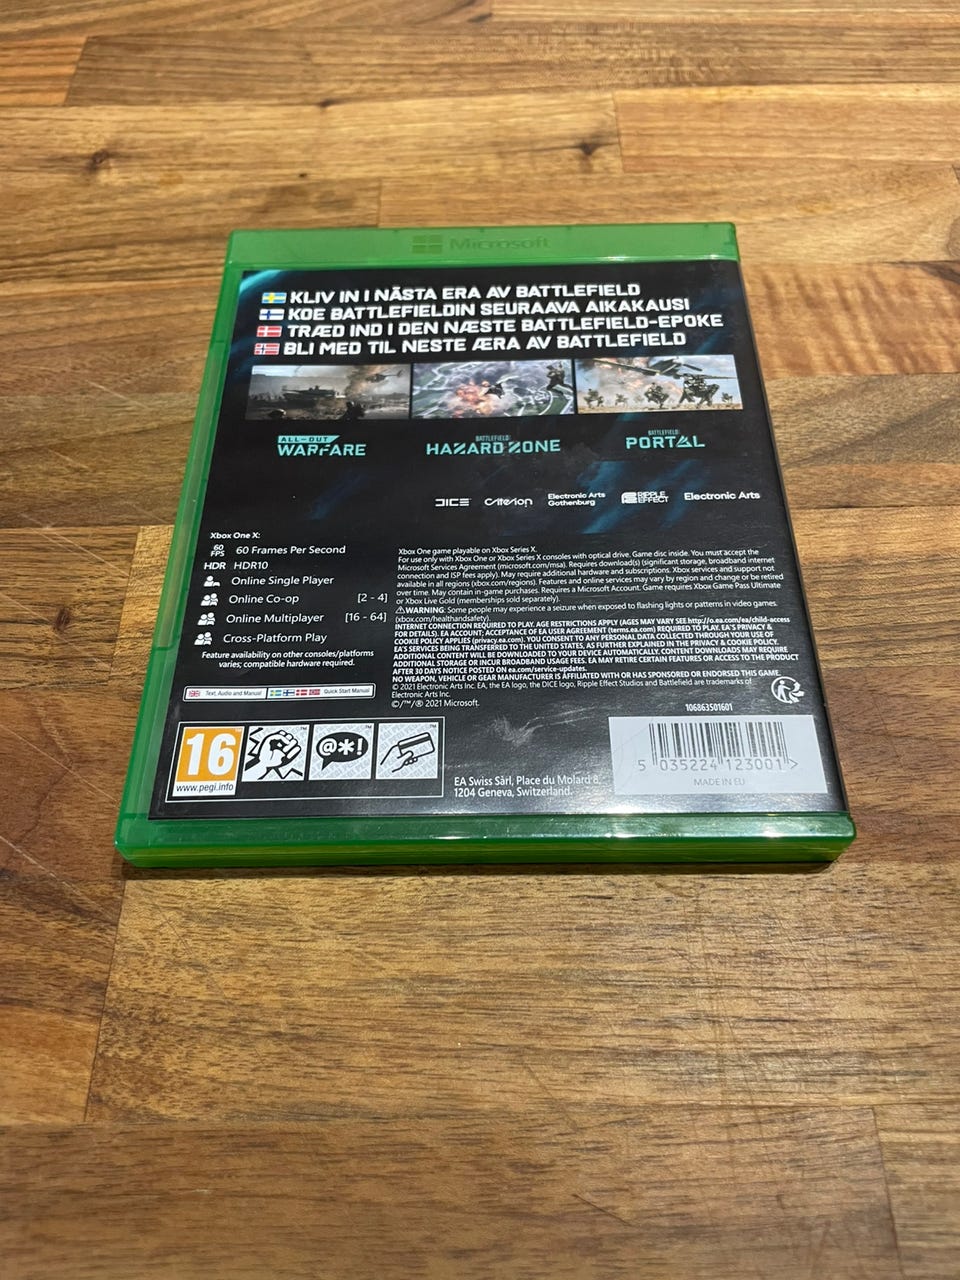 Microsoft
KLIV IN I NÄSTA ERA AV BATTLEFIELD
KOE BATTLEFIELDIN SEURAAVA AIKAKAUSI
TRÆD IND I DEN NÆSTE BATTLEFIELD-EPOKE
BLI MED TIL NESTE ÆRA AV BATTLEFIELD
ALL-OUT
WARFARE
BATTLEFIELD
HAZARD ZONE
BATTLEFIELD
PORTAL
DICE
Criterion
Electronic Arts
Gothenburg
RIPPLE
EFFECT
Electronic Arts
Xbox One X:
60
FPS
60 Frames Per Second
HDR HDR10
Online Single Player
Online Co-op [2 - 4]
Online Multiplayer [16 - 64]
Cross-Platform Play
Feature availability on other consoles/platforms
varies; compatible hardware required.
Text, Audio and Manual
Quick Start Manual
Xbox One game playable on Xbox Series X.
For use only with Xbox One or Xbox Series X consoles with optical drive. Game disc inside. You must accept the
Microsoft Services Agreement (microsoft.com/msa). Requires download(s) (significant storage, broadband internet
connection and ISP fees apply). May require additional hardware and subscriptions. Xbox services and support not
available in all regions (xbox.com/regions). Features and online services may vary by region and change or be retired
over time. May contain in-game purchases. Requires a Microsoft Account. Game requires Xbox Game Pass Ultimate
or Xbox Live Gold (memberships sold separately).
⚠WARNING: Some people may experience a seizure when exposed to flashing lights or patterns in video games.
(xbox.com/healthandsafety).
INTERNET CONNECTION REQUIRED TO PLAY. AGE RESTRICTIONS APPLY (AGES MAY VARY SEE http://o.ea.com/ea/child-access
FOR DETAILS). EA ACCOUNT; ACCEPTANCE OF EA USER AGREEMENT (terms.ea.com) REQUIRED TO PLAY. EA'S PRIVACY &
COOKIE POLICY APPLIES (privacy.ea.com). YOU CONSENT TO ANY PERSONAL DATA COLLECTED THROUGH YOUR USE OF
EA'S SERVICES BEING TRANSFERRED TO THE UNITED STATES, AS FURTHER EXPLAINED IN THE PRIVACY & COOKIE POLICY.
ADDITIONAL CONTENT WILL BE DOWNLOADED TO YOUR DEVICE AUTOMATICALLY. CONTENT DOWNLOADS MAY REQUIRE
ADDITIONAL STORAGE OR INCUR BROADBAND USAGE FEES. EA MAY RETIRE CERTAIN FEATURES OR ACCESS TO THE PRODUCT
AFTER 30 DAYS NOTICE POSTED ON ea.com/service-updates.
NO WEAPON, VEHICLE OR GEAR MANUFACTURER IS AFFILIATED WITH OR HAS SPONSORED OR ENDORSED THIS GAME.
© 2021 Electronic Arts Inc. EA, the EA logo, the DICE logo, Ripple Effect Studios and Battlefield are trademarks of
Electronic Arts Inc.
©/™/® 2021 Microsoft.
106863501601
16
www.pegi.info
@*!
EA Swiss Sàrl, Place du Molard 8,
1204 Geneva, Switzerland.
5 035224 123001 >
MADE IN EU